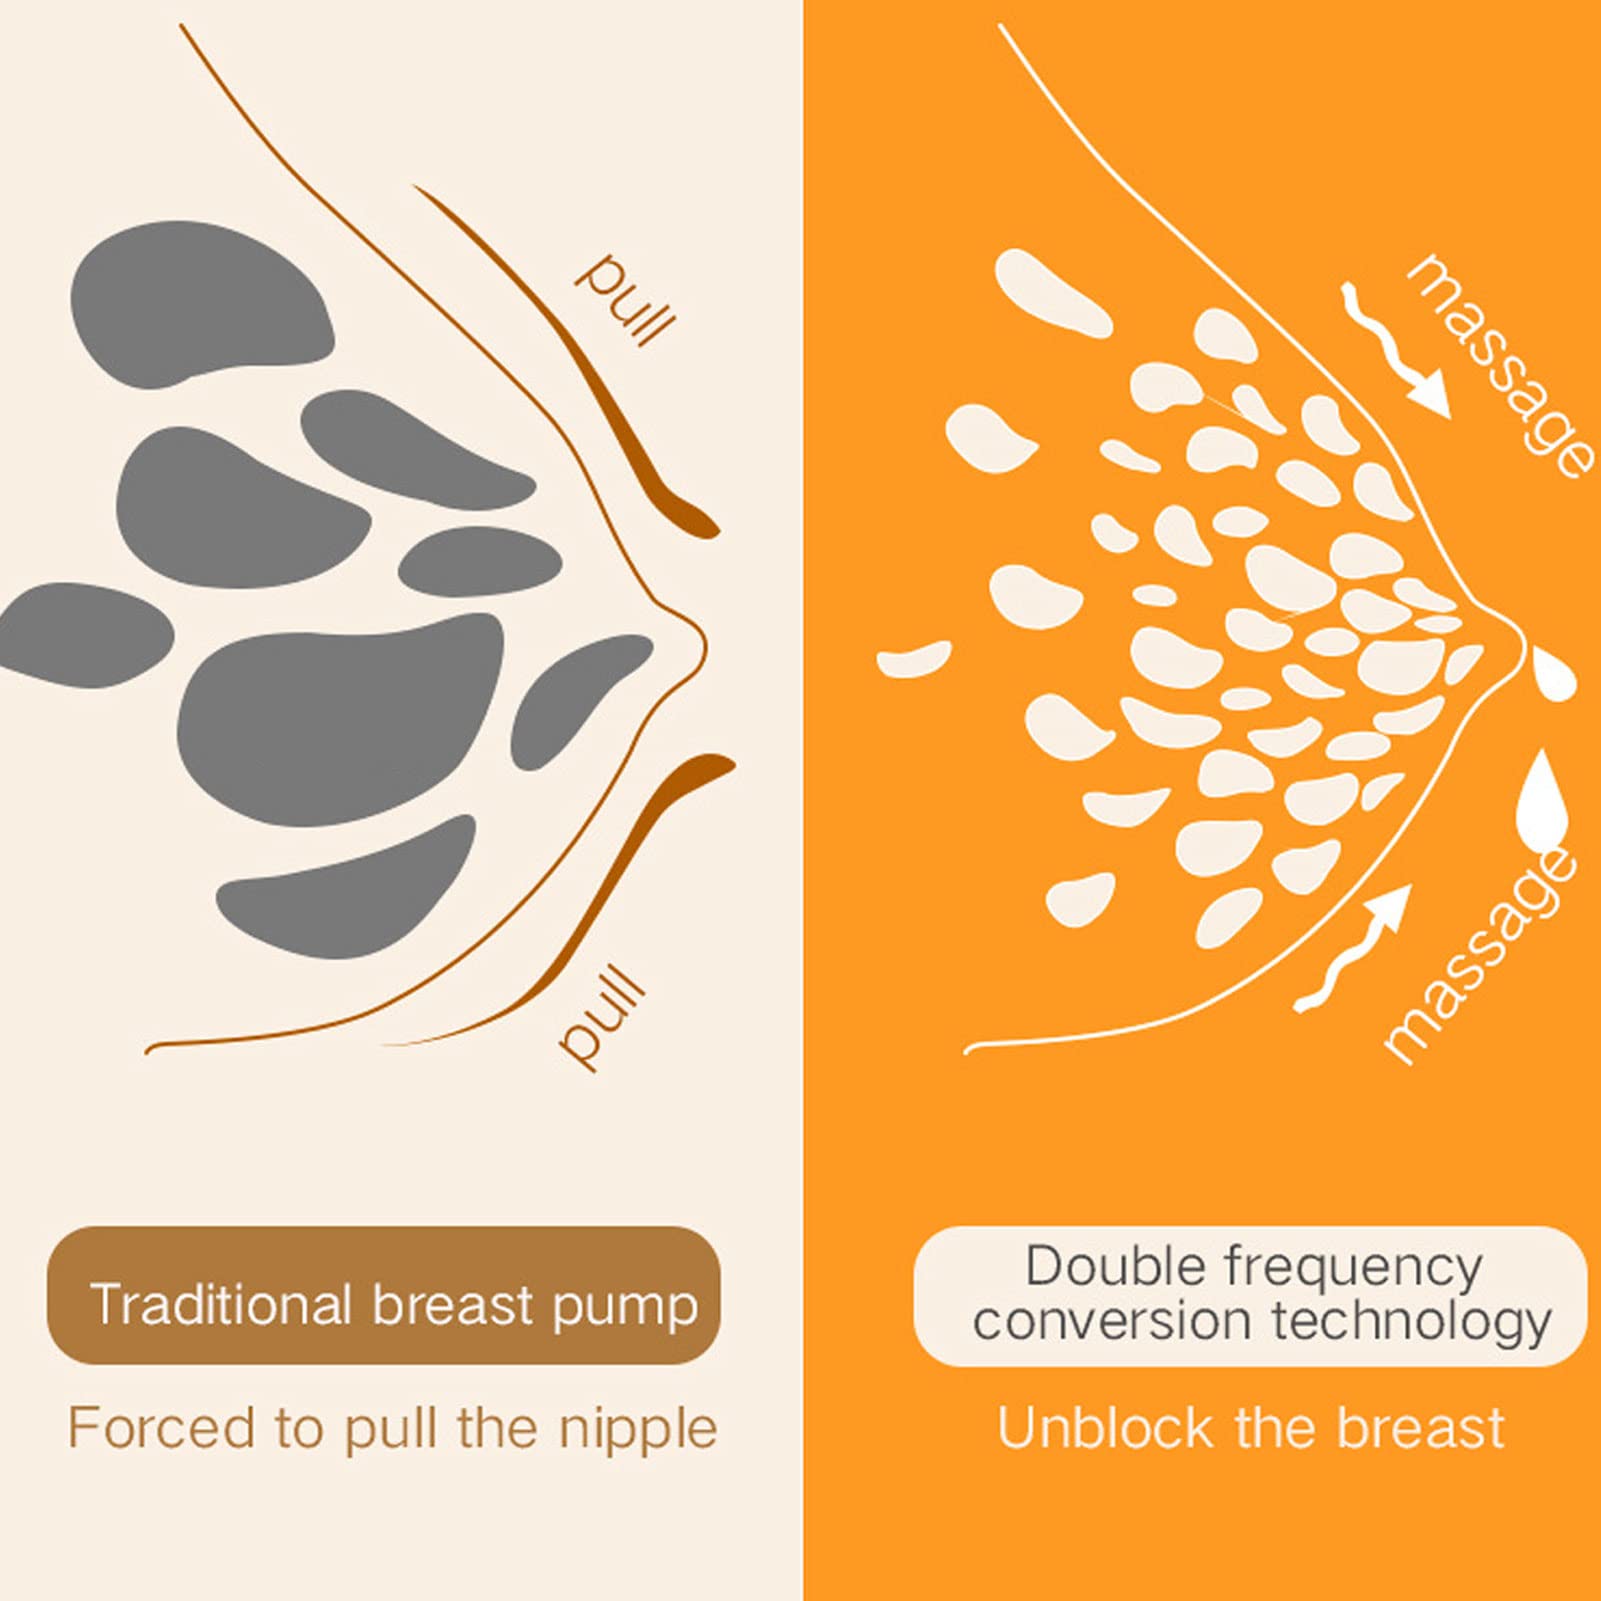 pull
pull
Traditional breast pump
Forced to pull the nipple
massage
massage
Double frequency
conversion technology
Unblock the breast